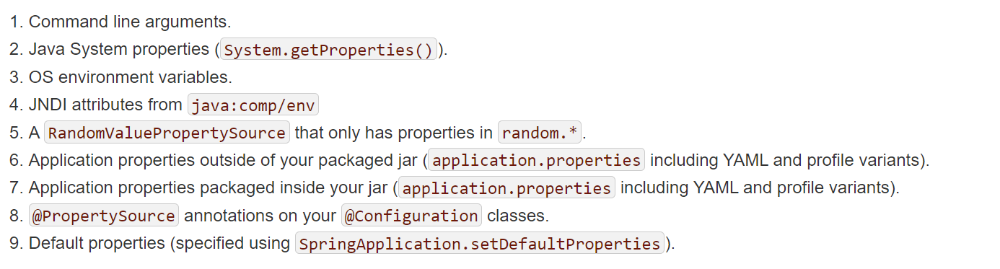 1. Command line arguments.
2. Java System properties (System.getProperties()).
3. OS environment variables.
4. JNDI attributes from java:comp/env
5. A RandomValuePropertySource that only has properties in random.*.
6. Application properties outside of your packaged jar (application.properties including YAML and profile variants).
7. Application properties packaged inside your jar (application.properties including YAML and profile variants).
8. @PropertySource annotations on your @Configuration classes.
9. Default properties (specified using SpringApplication.setDefaultProperties).